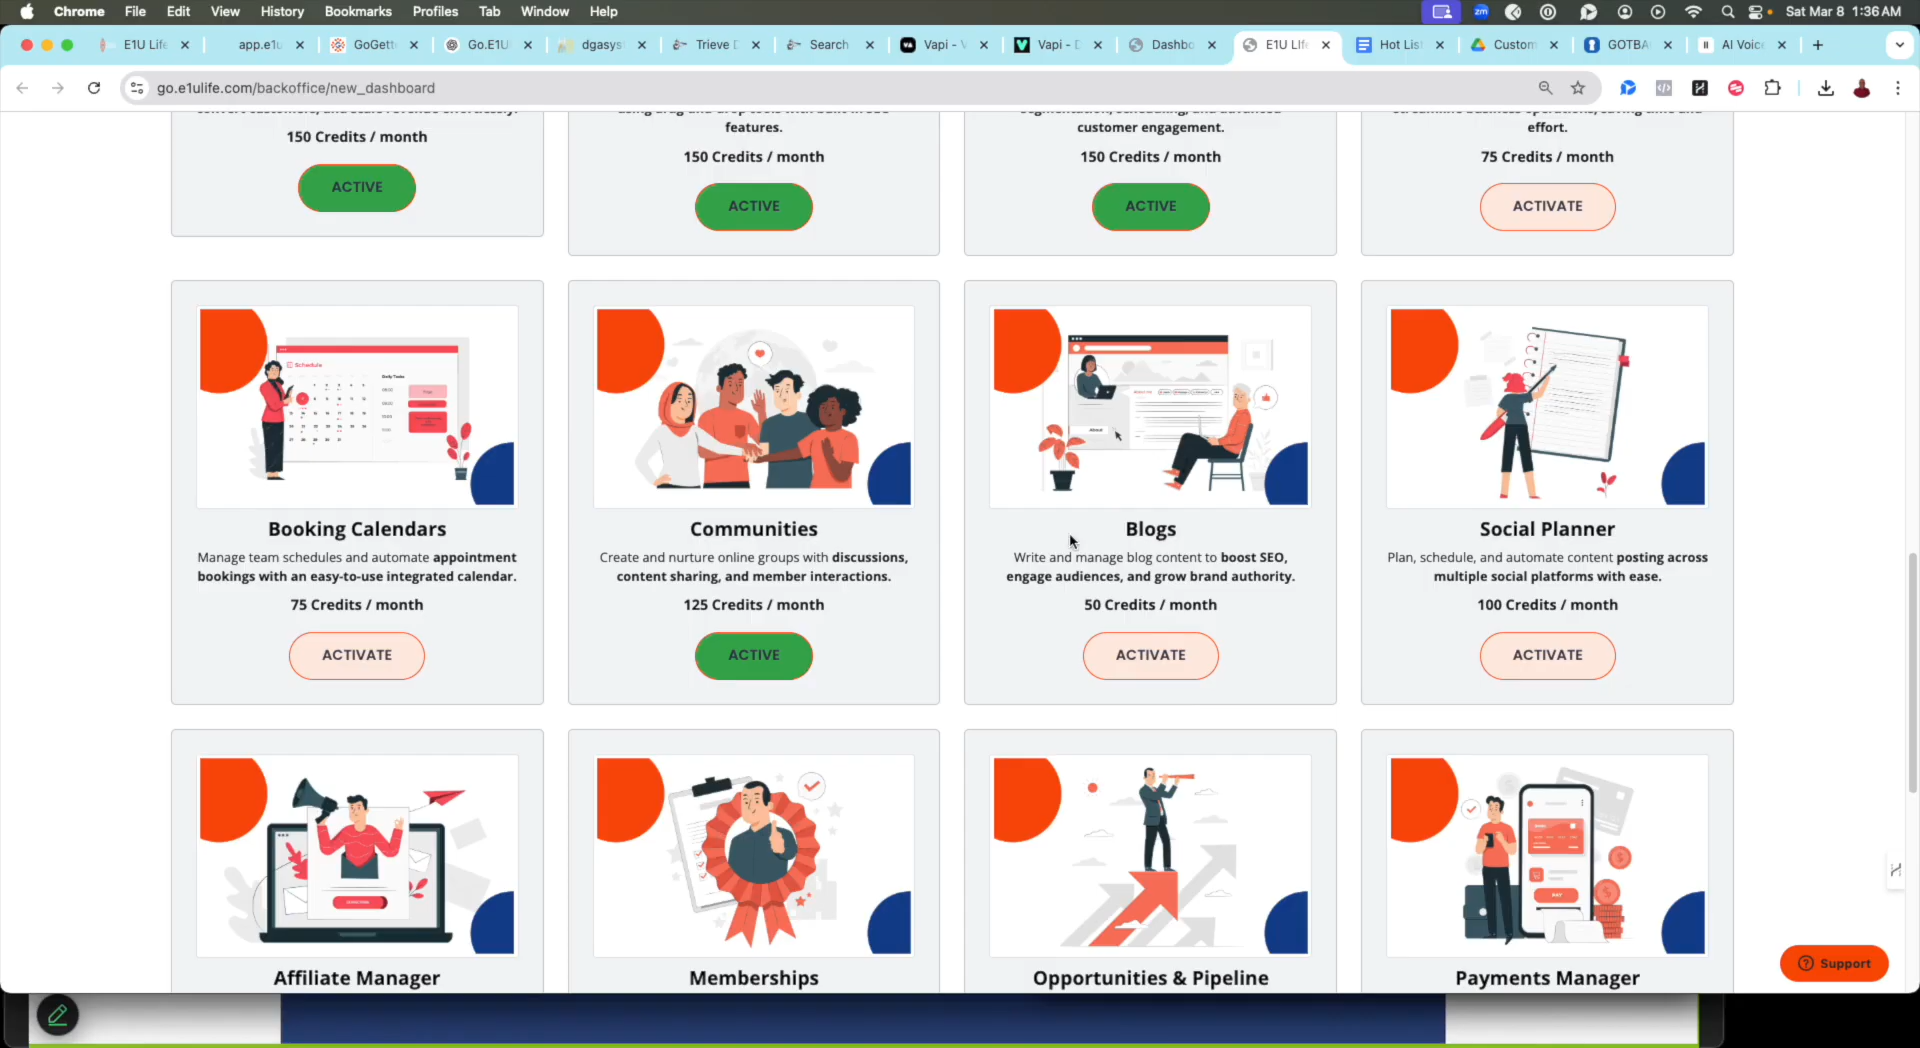 Chrome File Edit View History Bookmarks Profiles Tab Window Help
zm
Sat Mar 8 1:36 AM
E1U Life
app.e1u
GoGett
Go.E1U
dgasys
Trieve
Search
Vapi -
Vapi -
Dashbo
E1U LIfe
Hot List
Custom
GOTBA
AI Voice
go.e1ulife.com/backoffice/new_dashboard
features.
customer engagement.
effort.
150 Credits / month
150 Credits / month
150 Credits / month
75 Credits / month
ACTIVE
ACTIVE
ACTIVE
ACTIVATE
Schedule
Booking Calendars
Manage team schedules and automate appointment
bookings with an easy-to-use integrated calendar.
75 Credits / month
ACTIVATE
Communities
Create and nurture online groups with discussions,
content sharing, and member interactions.
125 Credits / month
ACTIVE
About
Blogs
Write and manage blog content to boost SEO,
engage audiences, and grow brand authority.
50 Credits / month
ACTIVATE
Social Planner
Plan, schedule, and automate content posting across
multiple social platforms with ease.
100 Credits / month
ACTIVATE
Affiliate Manager
Memberships
Opportunities & Pipeline
PAY
Payments Manager
Support